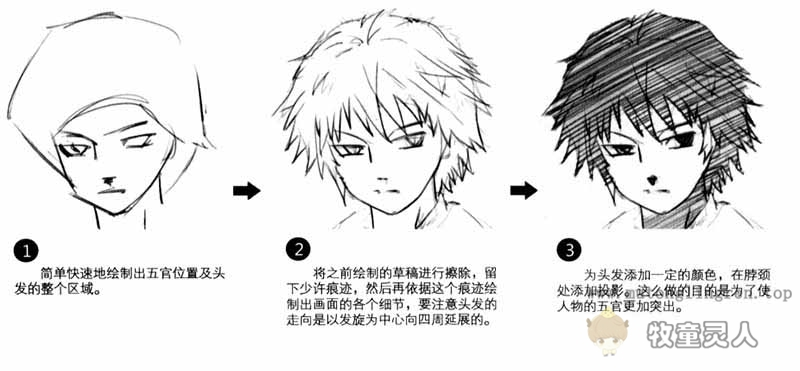 1
简单快速地绘制出五官位置及头
发的整个区域。
2
将之前绘制的草稿进行擦除，留
下少许痕迹，然后再依据这个痕迹绘
制出画面的各个细节，要注意头发的
走向是以发旋为中心向四周延展的。
3
为头发添加一定的颜色，在脖颈
处添加投影。这么做的目的是为了使
人物的五官更加突出。
牧童灵人